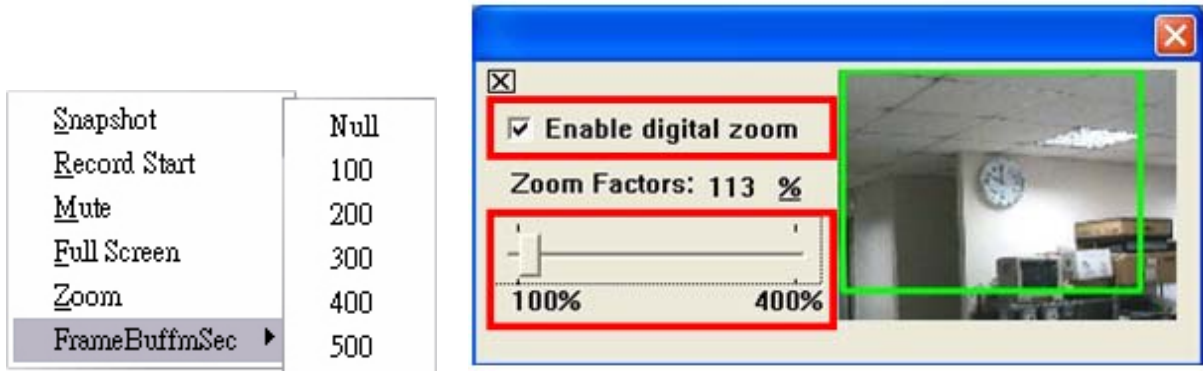 Snapshot
Record Start
Mute
Full Screen
Zoom
FrameBuffmSec
Null
100
200
300
400
500
Enable digital zoom
Zoom Factors: 113 %
100% 400%